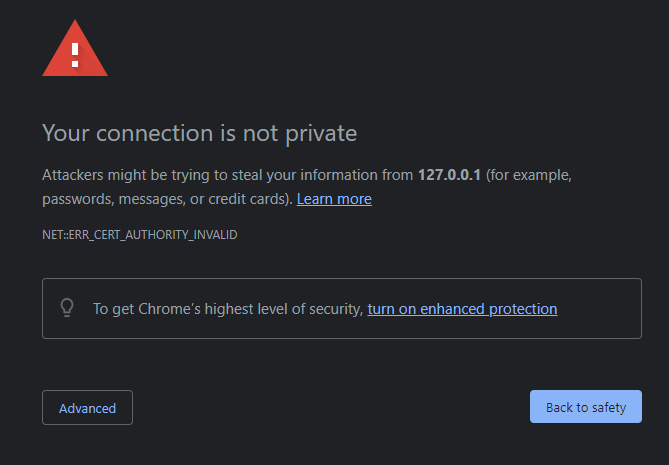 Your connection is not private
Attackers might be trying to steal your information from 127.0.0.1 (for example,
passwords, messages, or credit cards). Learn more
NET::ERR_CERT_AUTHORITY_INVALID
To get Chrome's highest level of security, turn on enhanced protection
Advanced
Back to safety